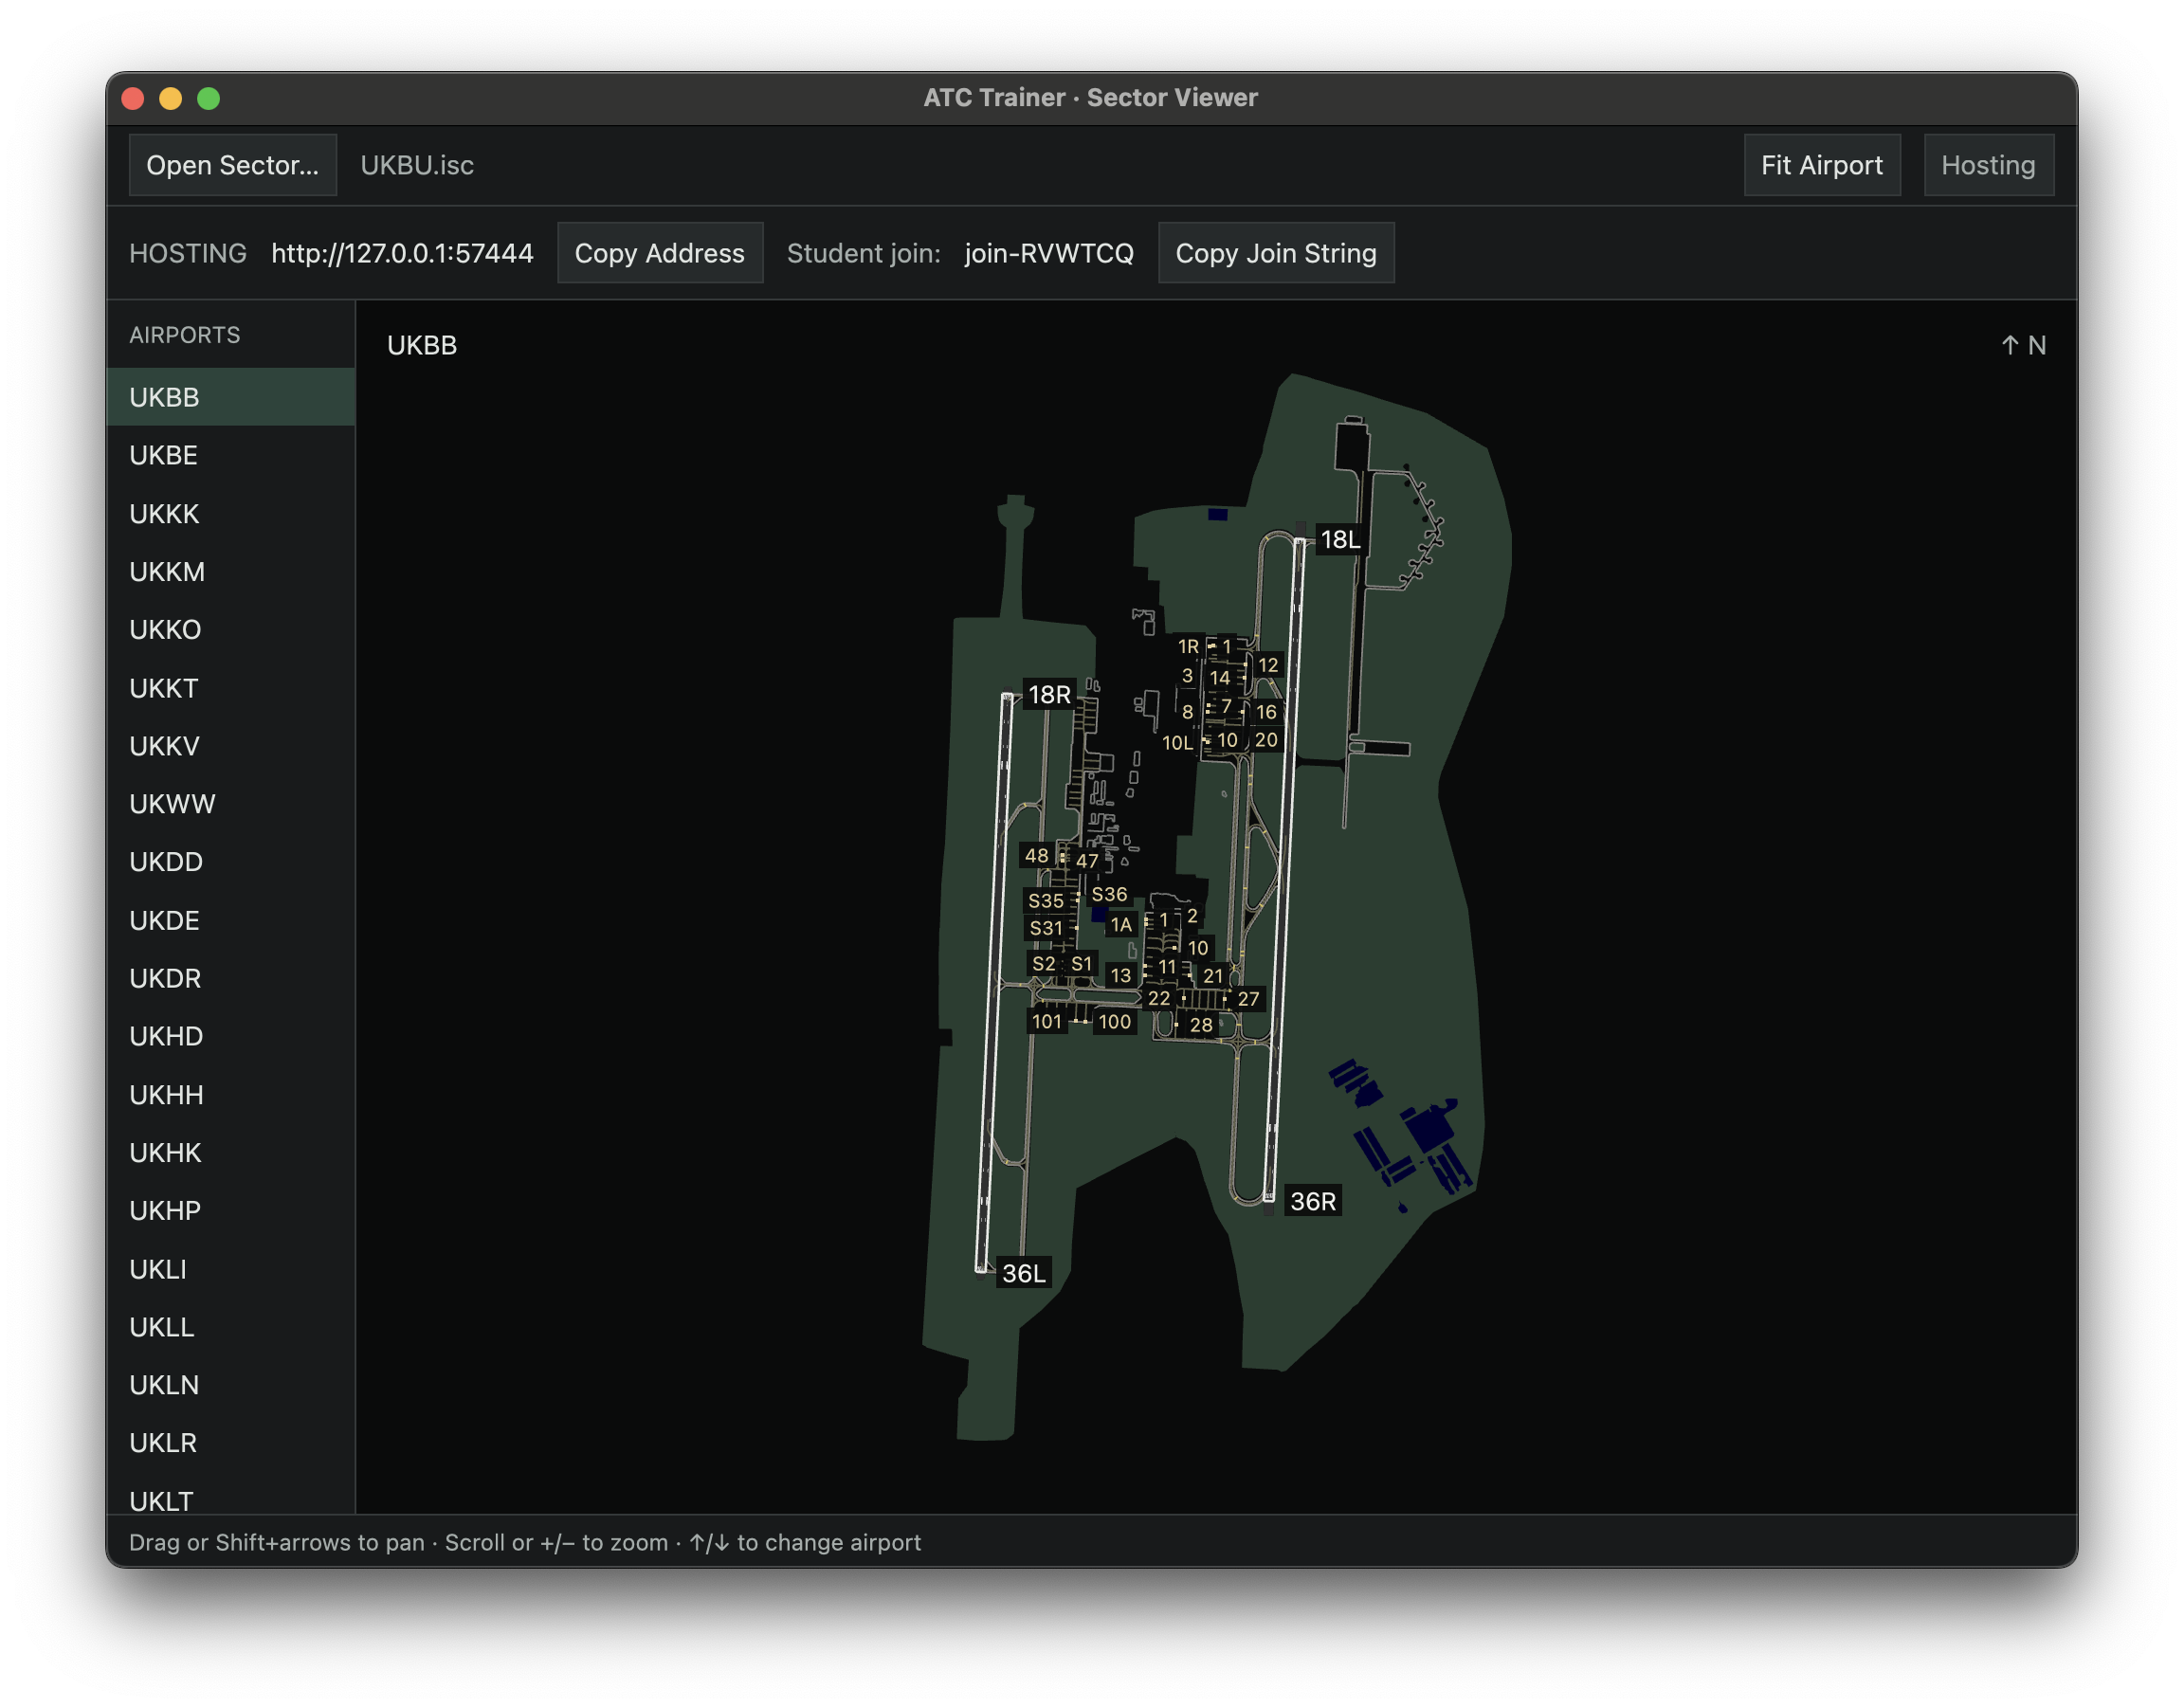 ATC Trainer · Sector Viewer
Open Sector... UKBU.isc Fit Airport Hosting
HOSTING http://127.0.0.1:57444 Copy Address Student join: join-RVWTCQ Copy Join String
AIRPORTS
UKBB
UKBE
UKKK
UKKM
UKKO
UKKT
UKKV
UKWW
UKDD
UKDE
UKDR
UKHD
UKHH
UKHK
UKHP
UKLI
UKLL
UKLN
UKLR
UKLT
UKBB ↑ N
18L
1R 1
12
3 14
18R
8 7 16
10L 10 20
48 47
S36
S35
1A 1 2
S31
10
S2 S1
13 11 21
22 27
101 100 28
36R
36L
Drag or Shift+arrows to pan · Scroll or +/− to zoom · ↑/↓ to change airport